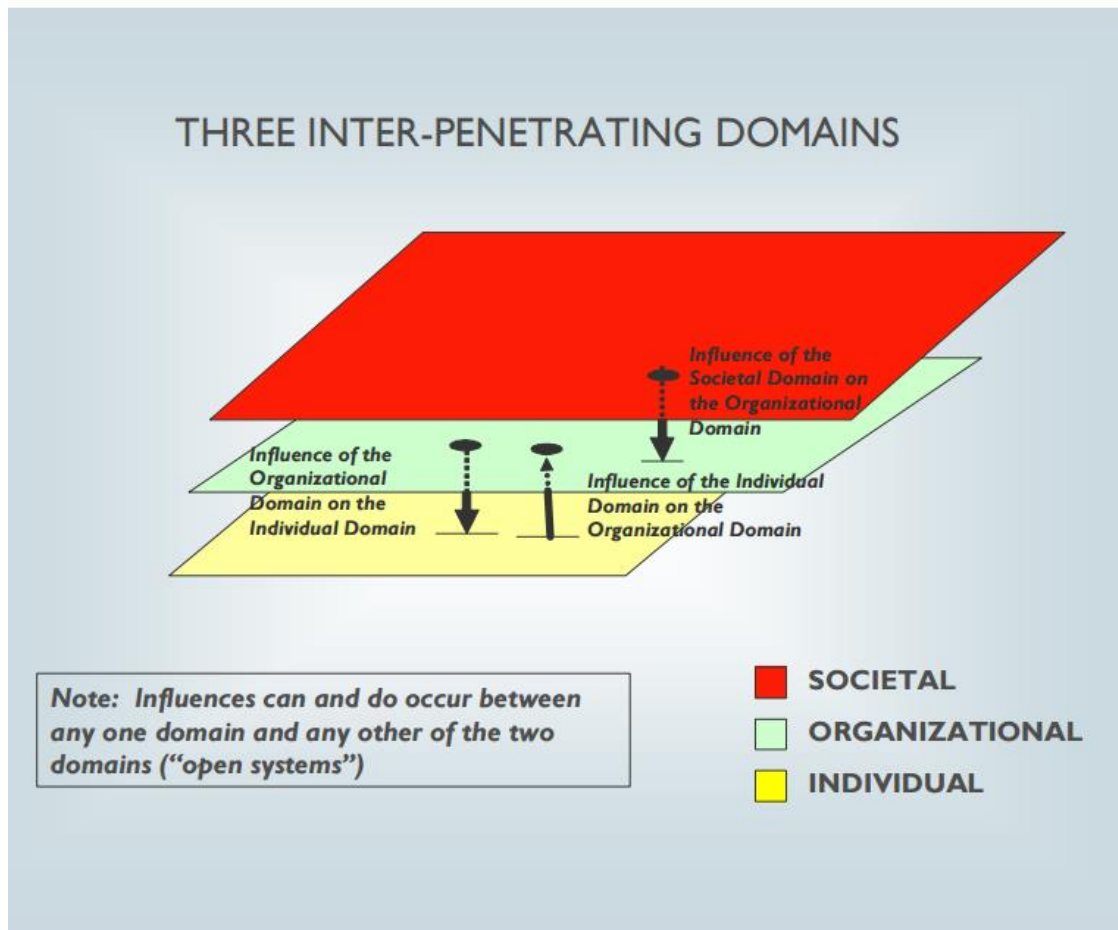 THREE INTER-PENETRATING DOMAINS
Influence of the
Societal Domain on
the Organizational
Domain
Influence of the
Organizational
Domain on the
Individual Domain
Influence of the Individual
Domain on the
Organizational Domain
Note:  Influences can and do occur between
any one domain and any other of the two
domains (“open systems”)
SOCIETAL
ORGANIZATIONAL
INDIVIDUAL